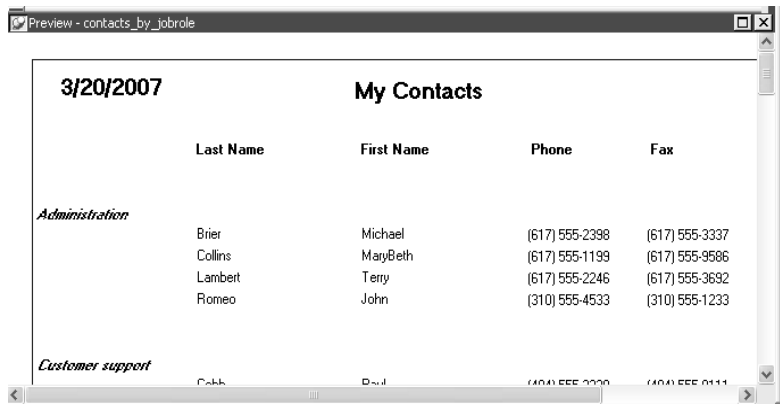 Preview - contacts_by_jobrole
3/20/2007 My Contacts
Last Name First Name Phone Fax
Administration
Brier Michael (617) 555-2398 (617) 555-3337
Collins MaryBeth (617) 555-1199 (617) 555-9586
Lambert Terry (617) 555-2246 (617) 555-3692
Romeo John (310) 555-4533 (310) 555-1233
Customer support
Cobb Paul